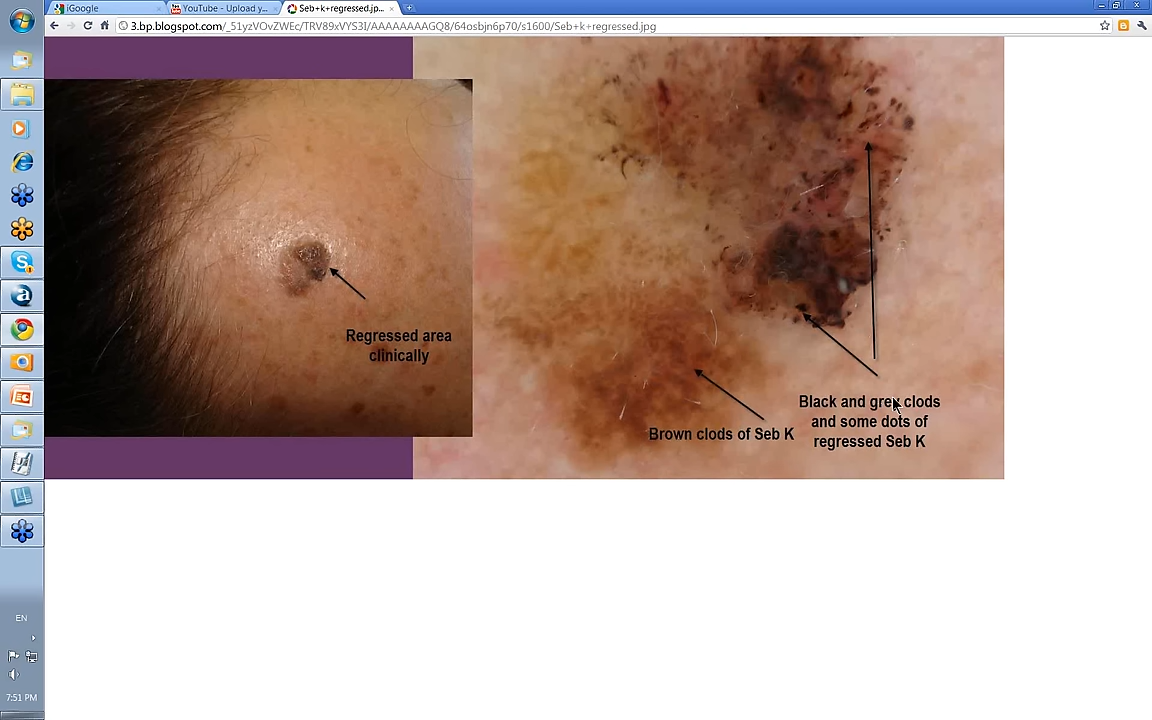 iGoogle
YouTube - Upload y...
Seb+k+regressed.jp...
3.bp.blogspot.com/_51yzVOvZWEc/TRV89xVYS3I/AAAAAAAAGQ8/64osbjn6p70/s1600/Seb+k+regressed.jpg
Regressed area
clinically
Brown clods of Seb K
Black and grey clods
and some dots of
regressed Seb K
EN
7:51 PM